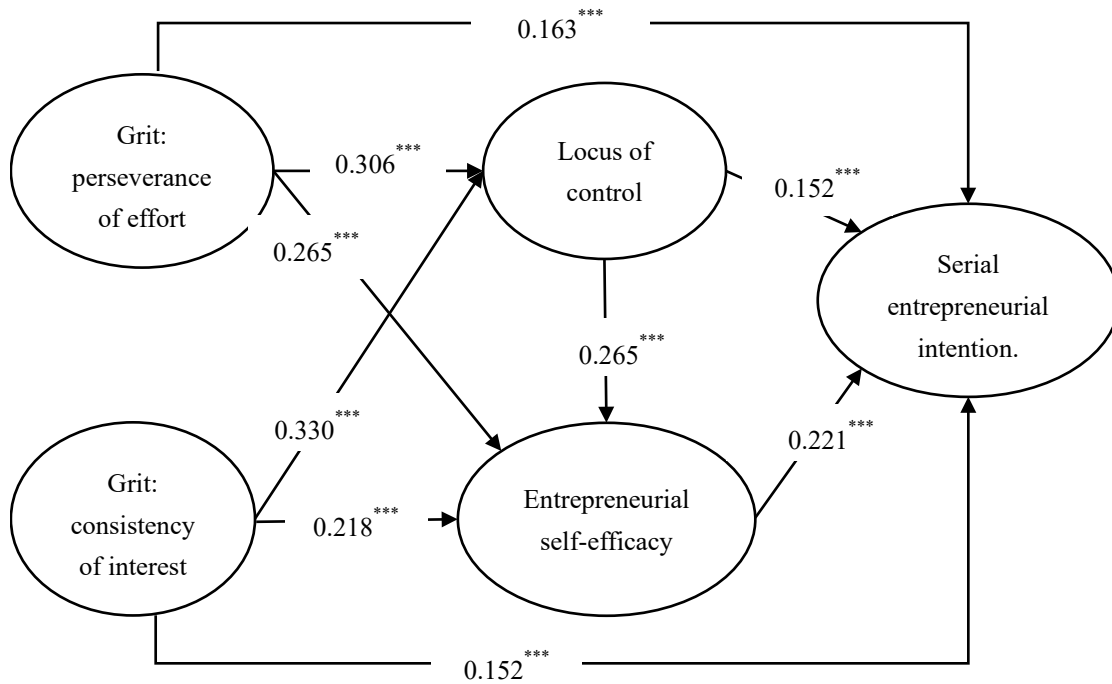 0.163***
Grit:
perseverance
of effort
0.306***
Locus of
control
0.152***
0.265***
Serial
entrepreneurial
intention.
0.265***
0.330***
0.221***
Grit:
consistency
of interest
0.218***
Entrepreneurial
self-efficacy
0.152***